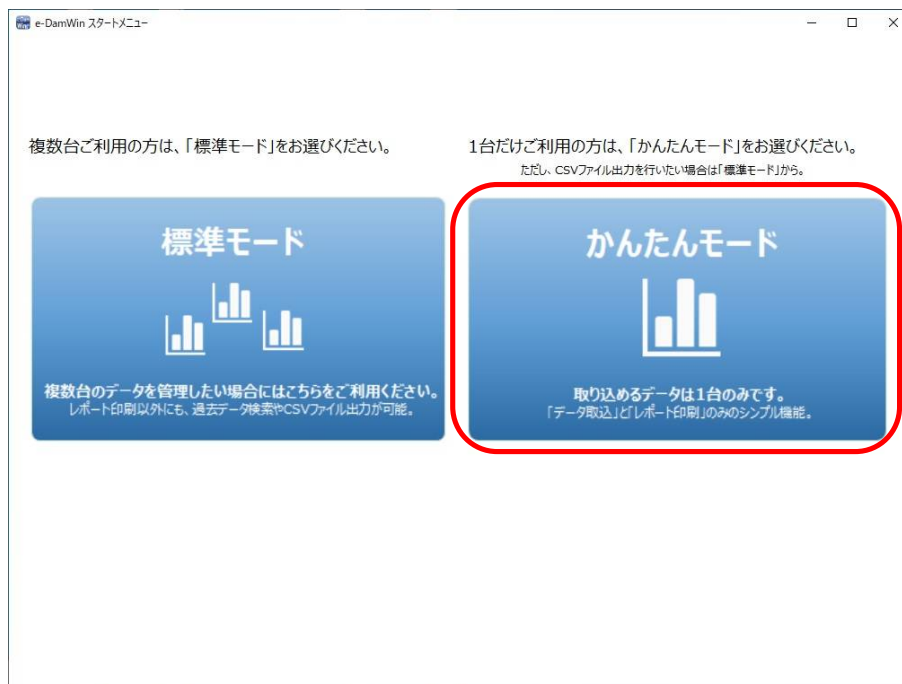 e-DamWin スタートメニュー
複数台ご利用の方は、「標準モード」をお選びください。
標準モード
複数台のデータを管理したい場合にはこちらをご利用ください。
レポート印刷以外にも、過去データ検索やCSVファイル出力が可能。
1台だけご利用の方は、「かんたんモード」をお選びください。
ただし、CSVファイル出力を行いたい場合は「標準モード」から。
かんたんモード
取り込めるデータは1台のみです。
「データ取込」と「レポート印刷」のみのシンプル機能。